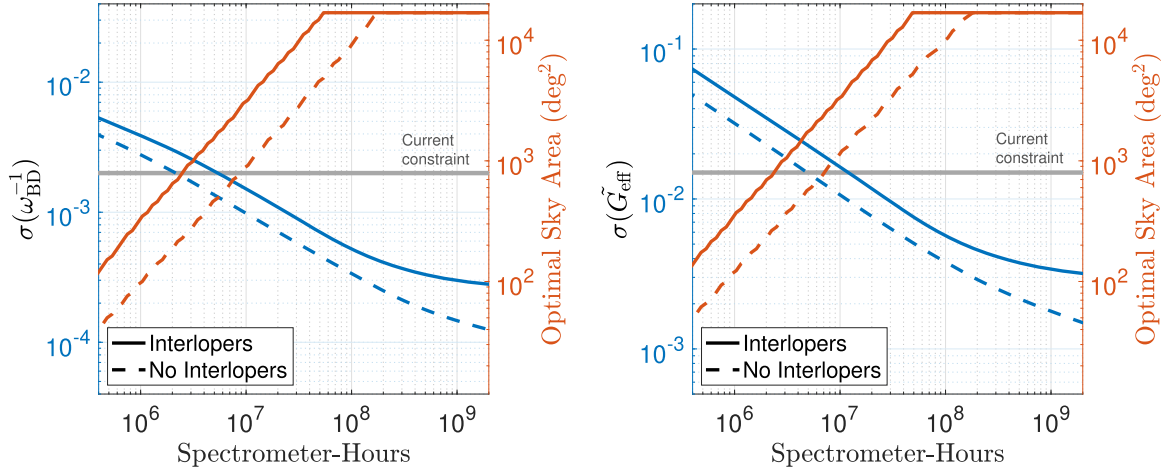 10^{-2}
10^{-3}
10^{-4}
σ(ω_{BD}^{-1})
Current
constraint
Interlopers
No Interlopers
10^{6} 10^{7} 10^{8} 10^{9}
Spectrometer-Hours
10^{4}
10^{3}
10^{2}
Optimal Sky Area (deg^{2})
10^{-1}
10^{-2}
10^{-3}
σ(G̃_{eff})
Current
constraint
Interlopers
No Interlopers
10^{6} 10^{7} 10^{8} 10^{9}
Spectrometer-Hours
10^{4}
10^{3}
10^{2}
Optimal Sky Area (deg^{2})